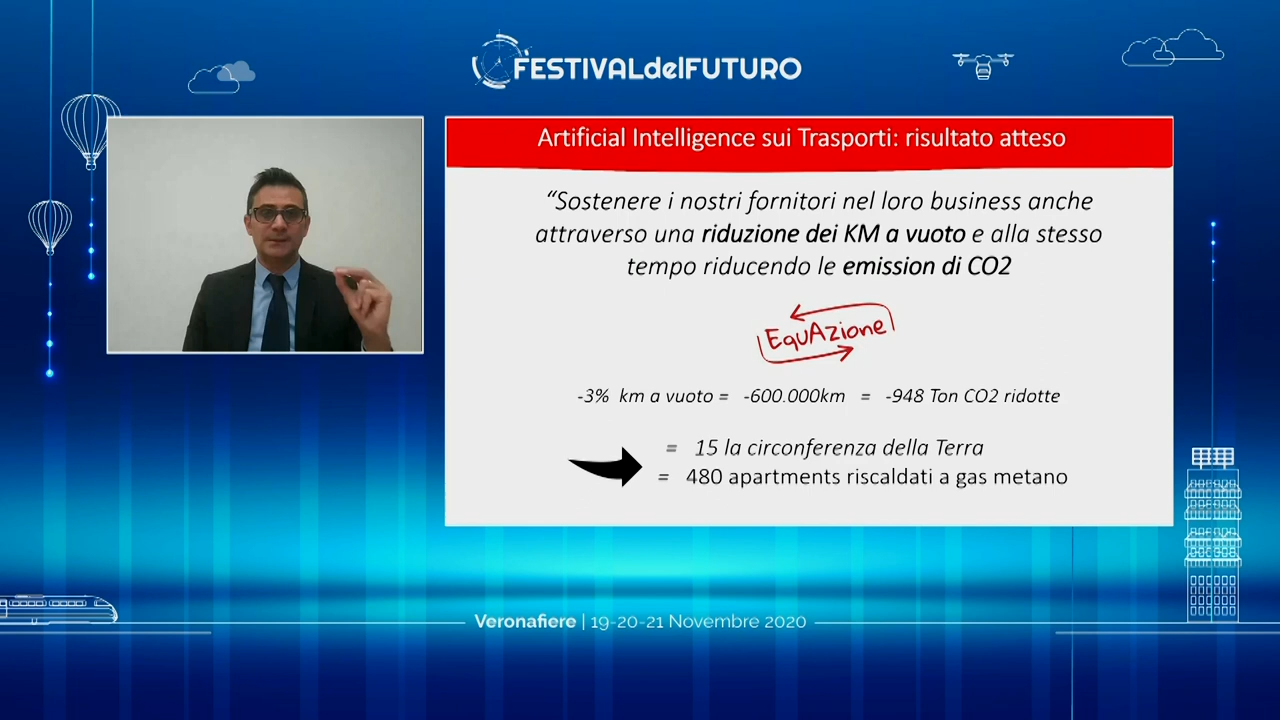 FESTIVALdelFUTURO
Artificial Intelligence sui Trasporti: risultato atteso
“Sostenere i nostri fornitori nel loro business anche
attraverso una riduzione dei KM a vuoto e alla stesso
tempo riducendo le emission di CO2
EquAzione
-3% km a vuoto = -600.000km = -948 Ton CO2 ridotte
= 15 la circonferenza della Terra
= 480 apartments riscaldati a gas metano
Veronafiere | 19-20-21 Novembre 2020